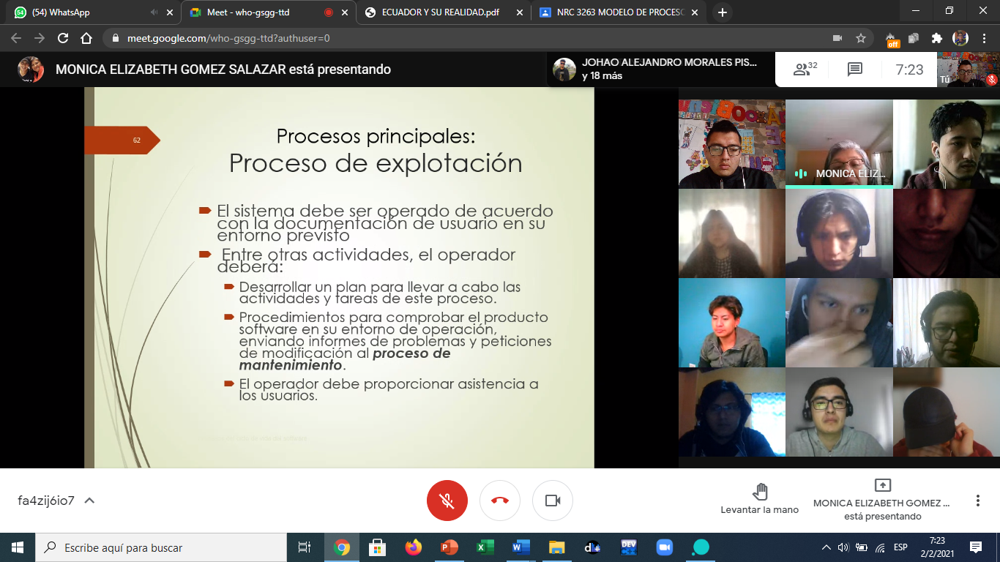 (54) WhatsApp
Meet - who-gsgg-ttd
ECUADOR Y SU REALIDAD.pdf
NRC 3263 MODELO DE PROCESO
meet.google.com/who-gsgg-ttd?authuser=0
off
MONICA ELIZABETH GOMEZ SALAZAR está presentando
JOHAO ALEJANDRO MORALES PIS...
y 18 más
32
7:23
Tú
62
Procesos principales:
Proceso de explotación
El sistema debe ser operado de acuerdo
con la documentación de usuario en su
entorno previsto
Entre otras actividades, el operador
deberá:
Desarrollar un plan para llevar a cabo las
actividades y tareas de este proceso.
Procedimientos para comprobar el producto
software en su entorno de operación,
enviando informes de problemas y peticiones
de modificación al proceso de
mantenimiento.
El operador debe proporcionar asistencia a
los usuarios.
MONICA ELIZ...
fa4zij6io7
Levantar la mano
MONICA ELIZABETH GOMEZ ...
está presentando
Escribe aquí para buscar
DEV
ESP
7:23
2/2/2021